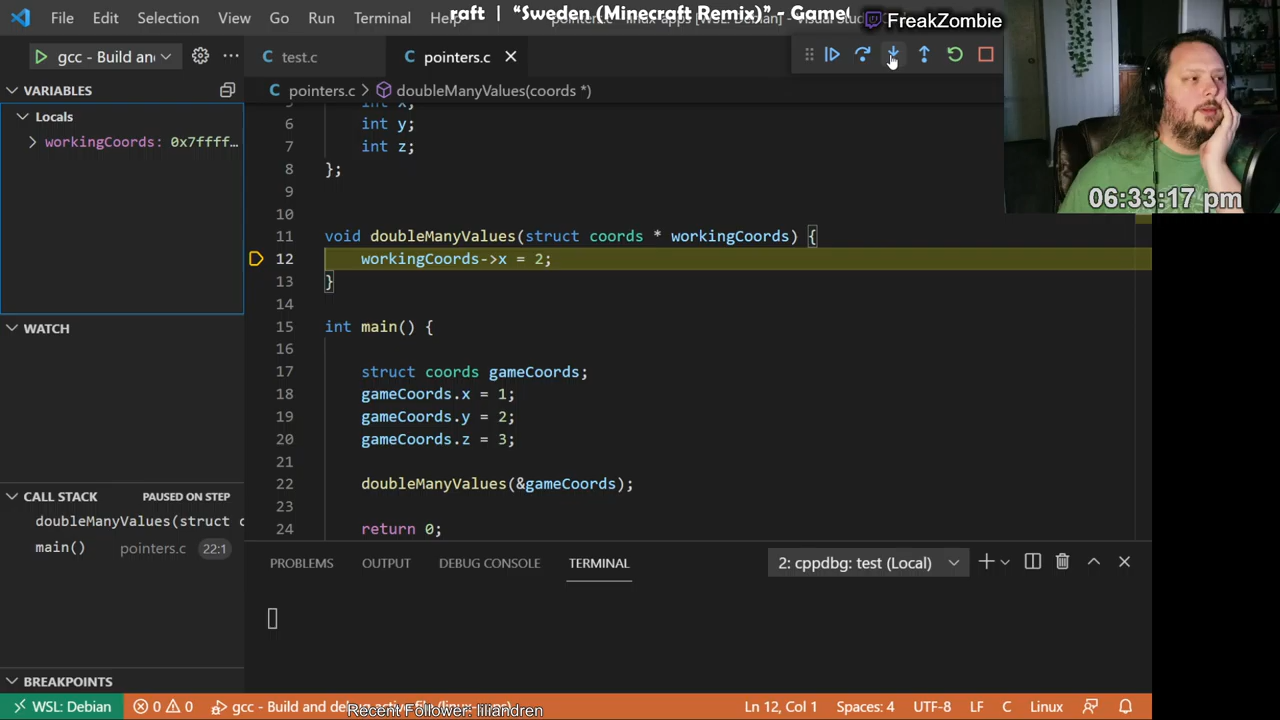 File Edit Selection View Go Run Terminal Help
raft | "Sweden (Minecraft Remix)" - Game
FreakZombie
gcc - Build an
test.c
pointers.c
VARIABLES
pointers.c > doubleManyValues(coords *)
Locals
workingCoords: 0x7ffff…
06:33:17 pm
6 int y;
7 int z;
8 };
9
10
11 void doubleManyValues(struct coords * workingCoords) {
12 workingCoords->x = 2;
13 }
14
15 int main() {
16
17 struct coords gameCoords;
18 gameCoords.x = 1;
19 gameCoords.y = 2;
20 gameCoords.z = 3;
21
22 doubleManyValues(&gameCoords);
23
24 return 0;
WATCH
CALL STACK PAUSED ON STEP
doubleManyValues(struct c
main() pointers.c 22:1
PROBLEMS OUTPUT DEBUG CONSOLE TERMINAL
2: cppdbg: test (Local)
BREAKPOINTS
WSL: Debian
0 0
gcc - Build and
Recent Follower: liliandren
Ln 12, Col 1 Spaces: 4 UTF-8 LF C Linux